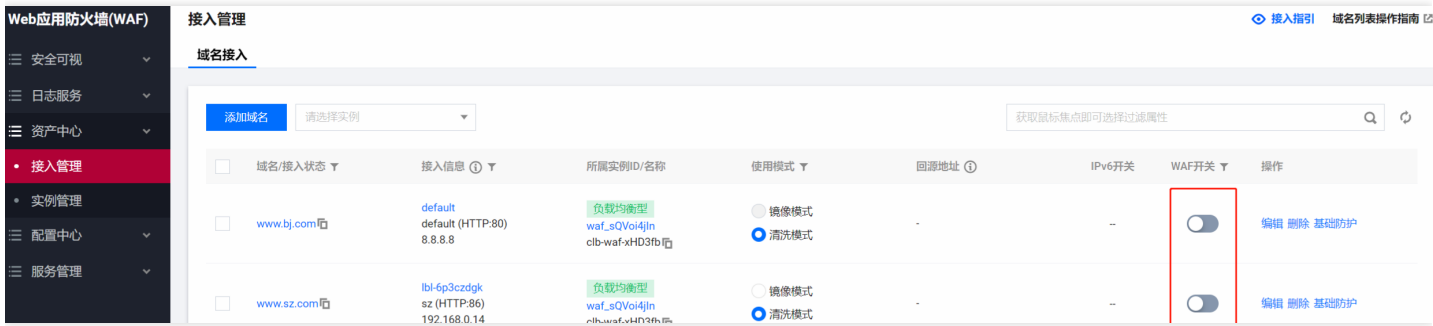 Web应用防火墙(WAF)
接入管理
接入指引
域名列表操作指南
安全可视
域名接入
日志服务
资产中心
接入管理
实例管理
配置中心
服务管理
添加域名
请选择实例
获取鼠标焦点即可选择过滤属性
域名/接入状态
接入信息
所属实例ID/名称
使用模式
回源地址
IPv6开关
WAF开关
操作
www.bj.com
default
default (HTTP:80)
8.8.8.8
负载均衡型
waf_sQVoi4jln
clb-waf-xHD3fb
镜像模式
清洗模式
-
--
编辑 删除 基础防护
www.sz.com
lbl-6p3czdgk
sz (HTTP:86)
192.168.0.14
负载均衡型
waf_sQVoi4jln
clb-waf-xHD3fb
镜像模式
清洗模式
-
--
编辑 删除 基础防护